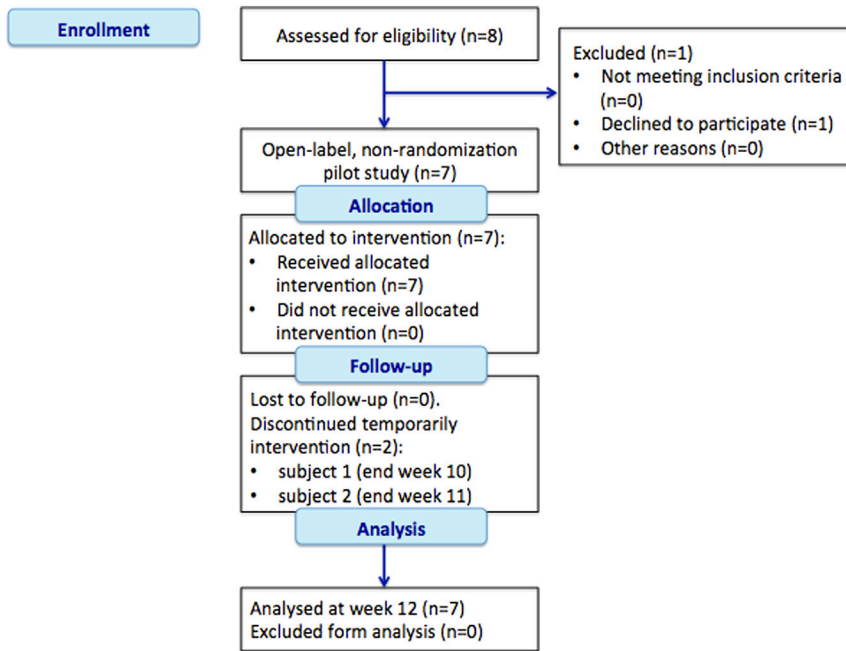 Enrollment
Assessed for eligibility (n=8)
Excluded (n=1)
• Not meeting inclusion criteria
(n=0)
• Declined to participate (n=1)
• Other reasons (n=0)
Open-label, non-randomization
pilot study (n=7)
Allocation
Allocated to intervention (n=7):
• Received allocated
intervention (n=7)
• Did not receive allocated
intervention (n=0)
Follow-up
Lost to follow-up (n=0).
Discontinued temporarily
intervention (n=2):
• subject 1 (end week 10)
• subject 2 (end week 11)
Analysis
Analysed at week 12 (n=7)
Excluded form analysis (n=0)